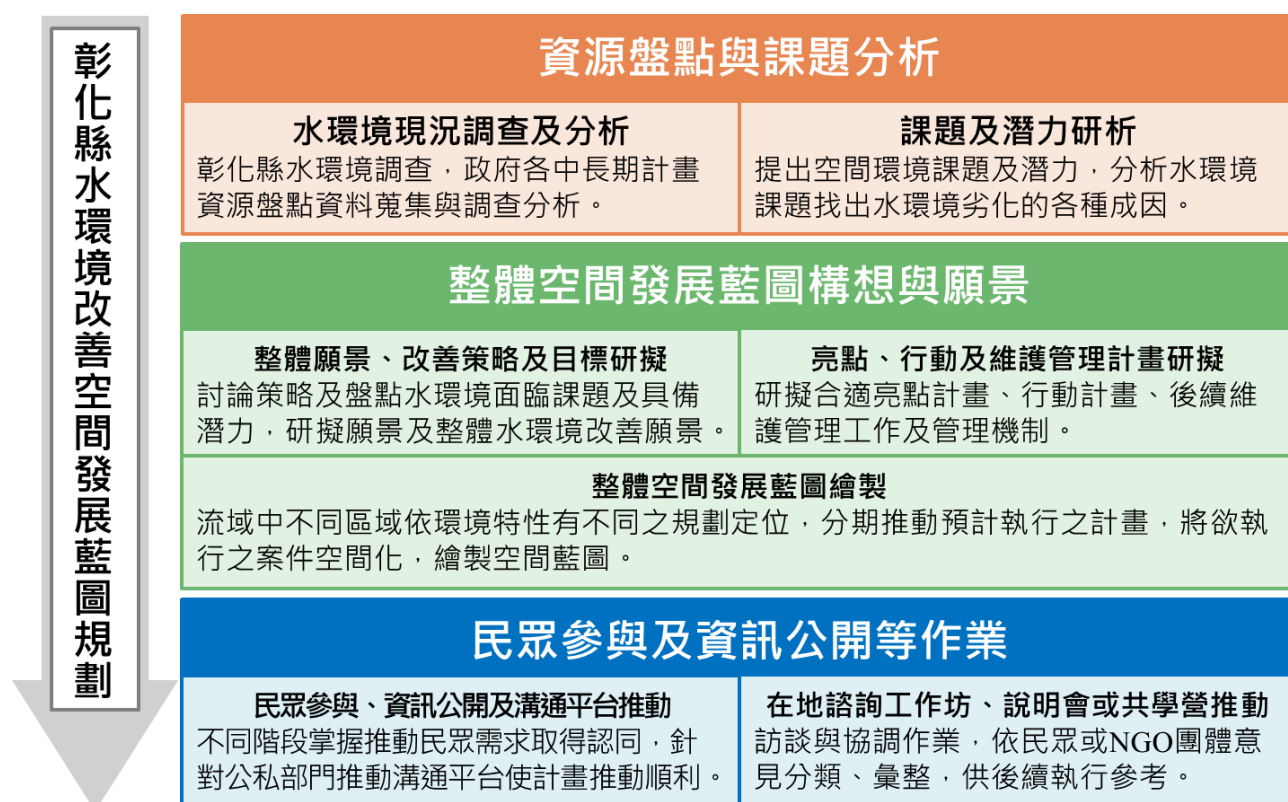 彰化縣水環境改善空間發展藍圖規劃
資源盤點與課題分析
水環境現況調查及分析
彰化縣水環境調查，政府各中長期計畫
資源盤點資料蒐集與調查分析。
課題及潛力研析
提出空間環境課題及潛力，分析水環境
課題找出水環境劣化的各種成因。
整體空間發展藍圖構想與願景
整體願景、改善策略及目標研擬
討論策略及盤點水環境面臨課題及具備
潛力，研擬願景及整體水環境改善願景。
亮點、行動及維護管理計畫研擬
研擬合適亮點計畫、行動計畫、後續維
護管理工作及管理機制。
整體空間發展藍圖繪製
流域中不同區域依環境特性有不同之規劃定位，分期推動預計執行之計畫，將欲執
行之案件空間化，繪製空間藍圖。
民眾參與及資訊公開等作業
民眾參與、資訊公開及溝通平台推動
不同階段掌握推動民眾需求取得認同，針
對公私部門推動溝通平台使計畫推動順利。
在地諮詢工作坊、說明會或共學營推動
訪談與協調作業，依民眾或NGO團體意
見分類、彙整，供後續執行參考。